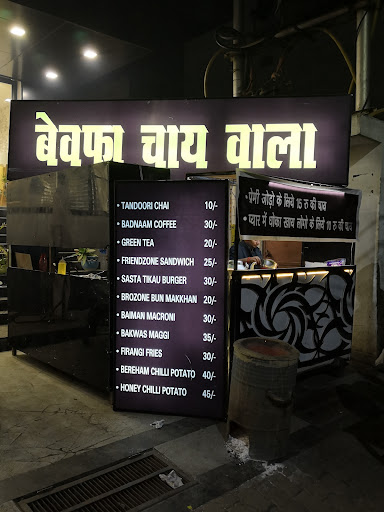 बेवफा चाय वाला
• TANDOORI CHAI 10/-
• BADNAAM COFFEE 30/-
• GREEN TEA 20/-
• FRIENDZONE SANDWICH 25/-
• SASTA TIKAU BURGER 30/-
• BROZONE BUN MAKKHAN 20/-
• BAIMAN MACRONI 30/-
• BAKWAS MAGGI 35/-
• FIRANGI FRIES 30/-
• BEREHAM CHILLI POTATO 40/-
• HONEY CHILLI POTATO 45/-
• प्रेमी जोड़ो के लिये 15 रु की चाय
• प्यार में धोका खाय लोगो के लिये 10 रु की चाय